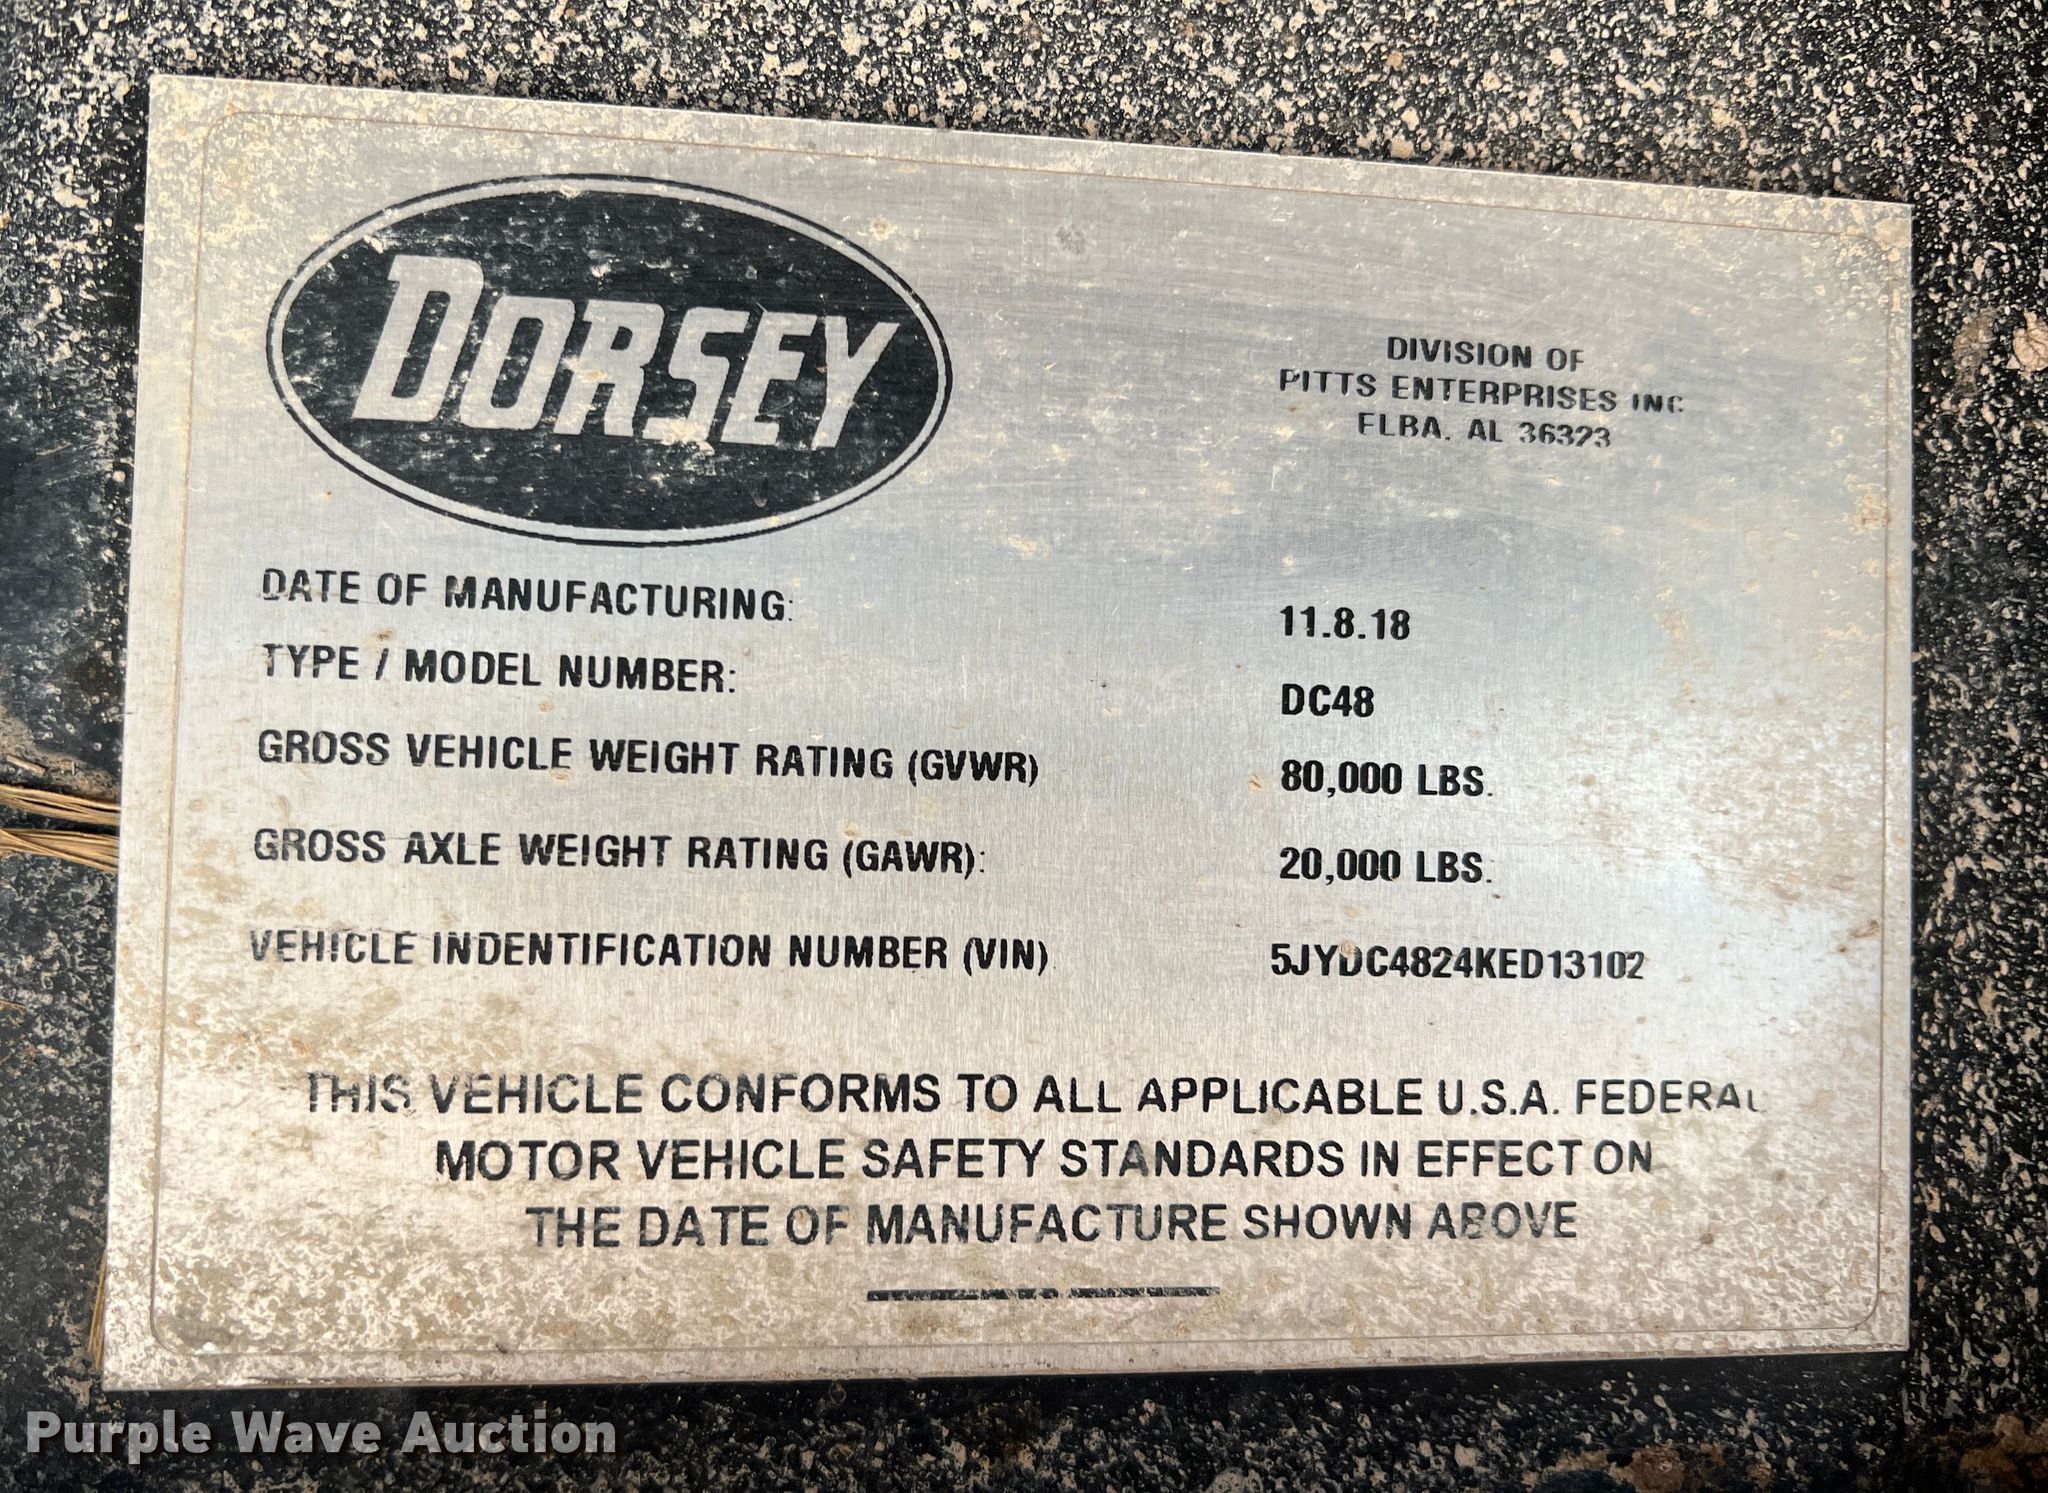 DORSEY
DIVISION OF
PITTS ENTERPRISES INC
ELBA, AL 36323
DATE OF MANUFACTURING: 11.8.18
TYPE / MODEL NUMBER: DC48
GROSS VEHICLE WEIGHT RATING (GVWR) 80,000 LBS.
GROSS AXLE WEIGHT RATING (GAWR): 20,000 LBS.
VEHICLE INDENTIFICATION NUMBER (VIN) 5JYDC4824KED13102
THIS VEHICLE CONFORMS TO ALL APPLICABLE U.S.A. FEDERAL
MOTOR VEHICLE SAFETY STANDARDS IN EFFECT ON
THE DATE OF MANUFACTURE SHOWN ABOVE
Purple Wave Auction